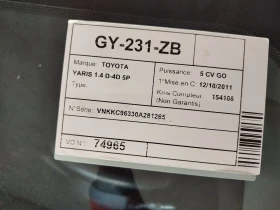 GY-231-ZB
Marque: TOYOTA
Puissance: 5 CV GO
YARIS 1.4 D-4D 5P
1°Mise en C: 12/10/2011
Type:
Kms Compteur 154108
(Non Garantis)
N°Série: VNKKC96330A281265
VO N°: 74965